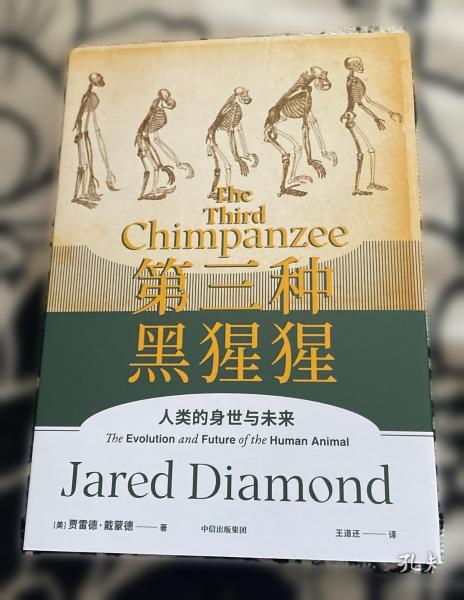 The
Third
Chimpanzee
第三种
黑猩猩
人类的身世与未来
The Evolution and Future of the Human Animal
Jared Diamond
[美] 贾雷德·戴蒙德——著
中信出版集团
王道还——译